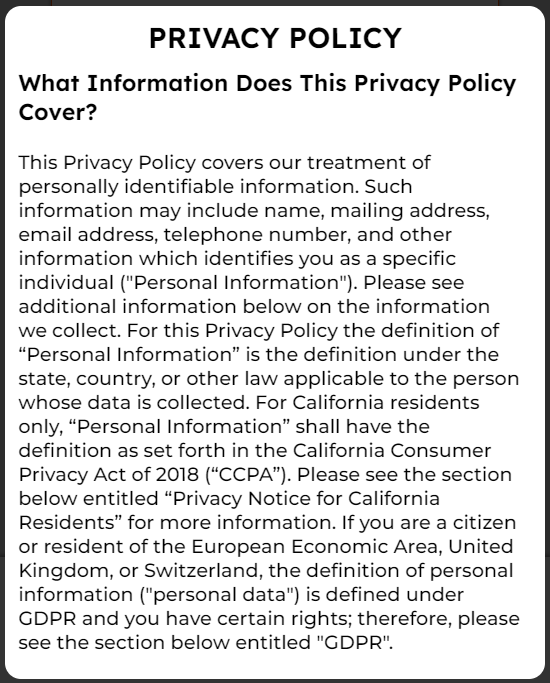 PRIVACY POLICY
What Information Does This Privacy Policy
Cover?
This Privacy Policy covers our treatment of
personally identifiable information. Such
information may include name, mailing address,
email address, telephone number, and other
information which identifies you as a specific
individual ("Personal Information"). Please see
additional information below on the information
we collect. For this Privacy Policy the definition of
“Personal Information” is the definition under the
state, country, or other law applicable to the person
whose data is collected. For California residents
only, “Personal Information” shall have the
definition as set forth in the California Consumer
Privacy Act of 2018 (“CCPA”). Please see the section
below entitled “Privacy Notice for California
Residents” for more information. If you are a citizen
or resident of the European Economic Area, United
Kingdom, or Switzerland, the definition of personal
information ("personal data") is defined under
GDPR and you have certain rights; therefore, please
see the section below entitled "GDPR".